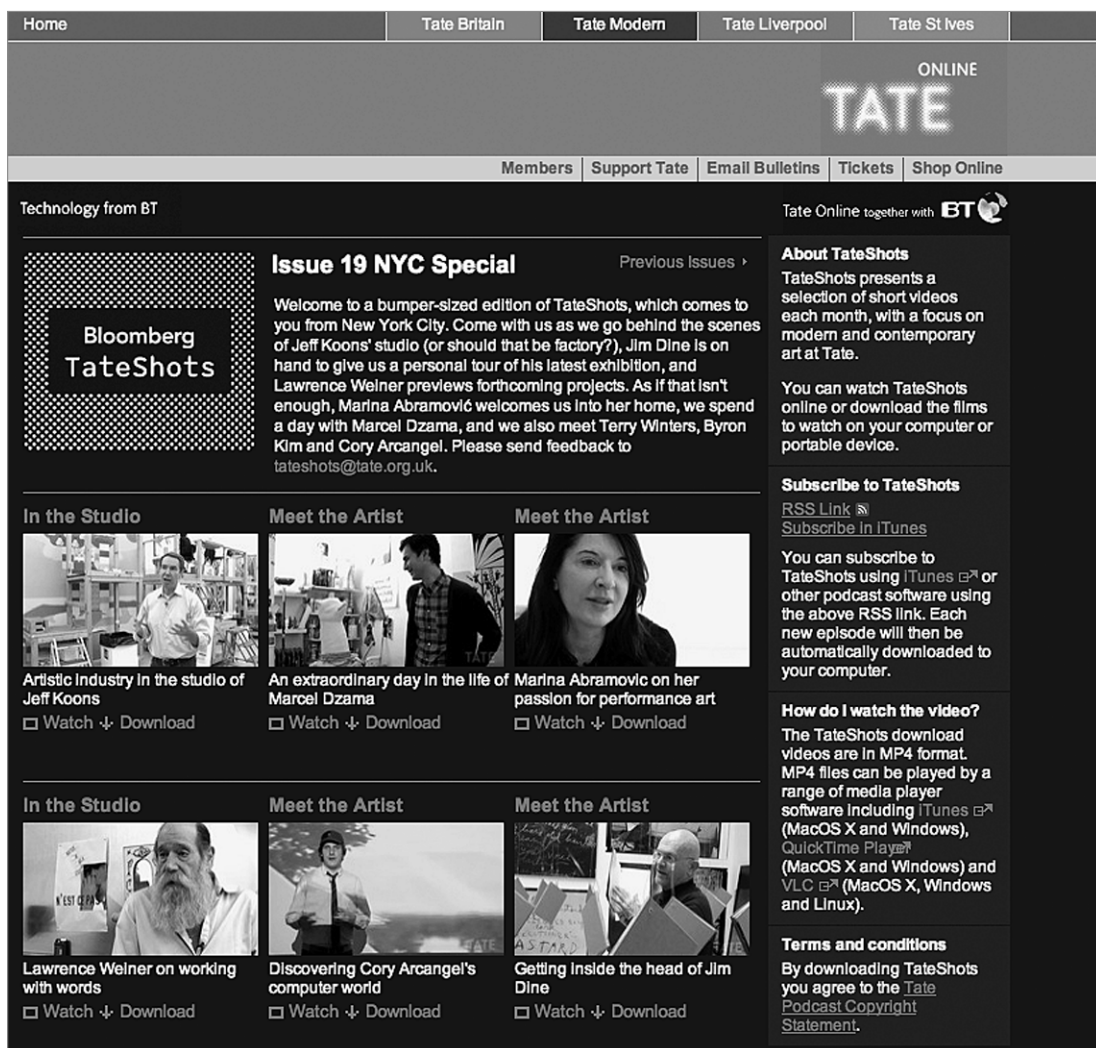 Home
Tate Britain
Tate Modern
Tate Liverpool
Tate St Ives
ONLINE
TATE
Members
Support Tate
Email Bulletins
Tickets
Shop Online
Technology from BT
Tate Online together with BT
Bloomberg
TateShots
Issue 19 NYC Special
Previous Issues
Welcome to a bumper-sized edition of TateShots, which comes to
you from New York City. Come with us as we go behind the scenes
of Jeff Koons' studio (or should that be factory?), Jim Dine is on
hand to give us a personal tour of his latest exhibition, and
Lawrence Weiner previews forthcoming projects. As if that isn't
enough, Marina Abramović welcomes us into her home, we spend
a day with Marcel Dzama, and we also meet Terry Winters, Byron
Kim and Cory Arcangel. Please send feedback to
tateshots@tate.org.uk.
In the Studio
Artistic industry in the studio of
Jeff Koons
Watch Download
Meet the Artist
TATE
An extraordinary day in the life of
Marcel Dzama
Watch Download
Meet the Artist
Marina Abramovic on her
passion for performance art
Watch Download
In the Studio
N'EST CE PAS
Lawrence Weiner on working
with words
Watch Download
Meet the Artist
TATE
Discovering Cory Arcangel's
computer world
Watch Download
Meet the Artist
ASTARD
TATE
Getting inside the head of Jim
Dine
Watch Download
About TateShots
TateShots presents a
selection of short videos
each month, with a focus on
modern and contemporary
art at Tate.
You can watch TateShots
online or download the films
to watch on your computer or
portable device.
Subscribe to TateShots
RSS Link
Subscribe in iTunes
You can subscribe to
TateShots using iTunes or
other podcast software using
the above RSS link. Each
new episode will then be
automatically downloaded to
your computer.
How do I watch the video?
The TateShots download
videos are in MP4 format.
MP4 files can be played by a
range of media player
software including iTunes
(MacOS X and Windows),
QuickTime Player
(MacOS X and Windows) and
VLC (MacOS X, Windows
and Linux).
Terms and conditions
By downloading TateShots
you agree to the Tate
Podcast Copyright
Statement.